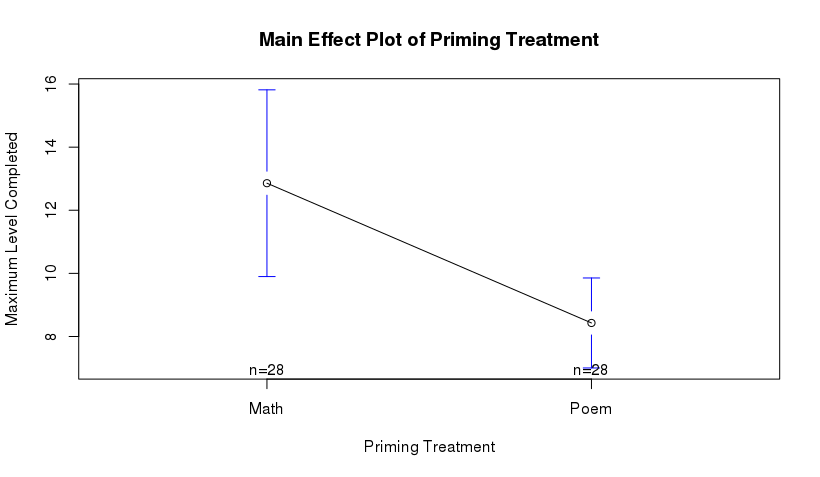 Main Effect Plot of Priming Treatment
Maximum Level Completed
16
14
12
10
8
n=28
n=28
Math
Poem
Priming Treatment